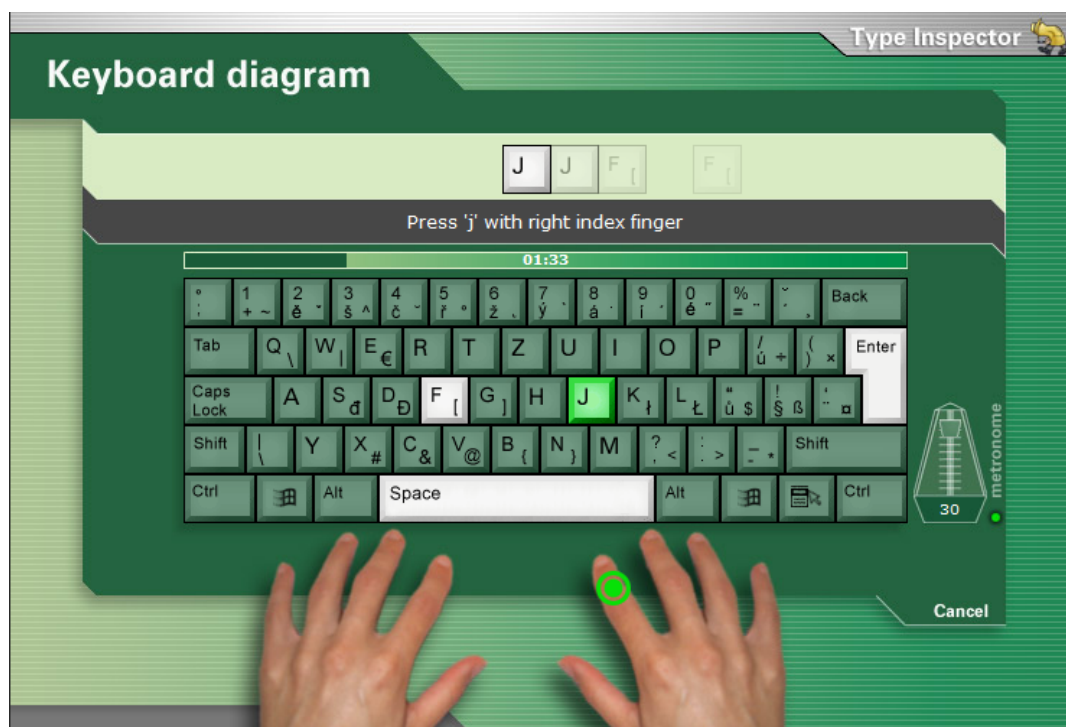 Type Inspector
Keyboard diagram
J J F [ F [
Press 'j' with right index finger
01:33
° ; 1 + ~ 2 ě ˇ 3 š ^ 4 č ˘ 5 ř ° 6 ž ˛ 7 ý ` 8 á ˙ 9 í ´ 0 é ˝ % = ¨ ˇ ´ ¸ Back
Tab Q \ W | E € R T Z U I O P / ú ÷ ( ) × Enter
Caps Lock A S đ D Đ F [ G ] H J K ł L Ł " ů $ ! § ß ' ¨ ¤
Shift | \ Y X # C & V @ B { N } M ? , < : . > _ - * Shift
Ctrl Alt Space Alt Ctrl
metronome
30
Cancel